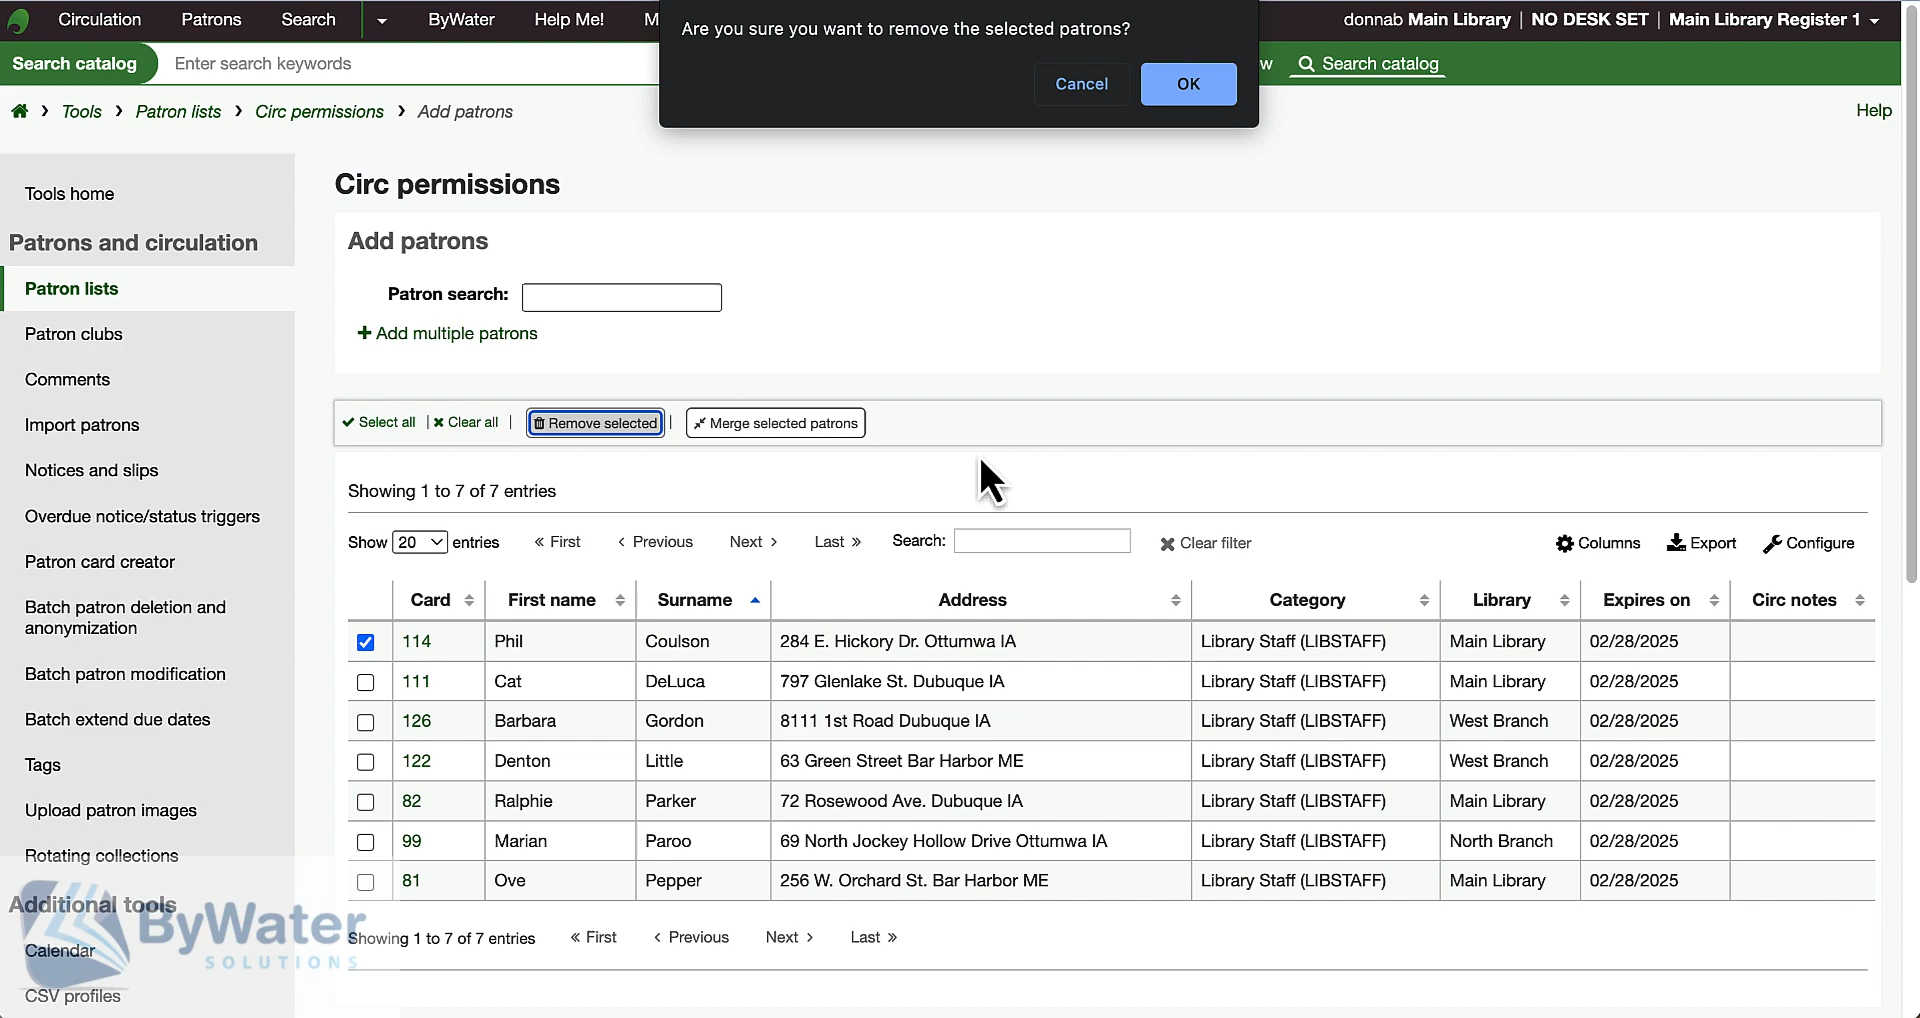 Circulation Patrons Search ByWater Help Me! M
Are you sure you want to remove the selected patrons?
Cancel OK
donnab Main Library | NO DESK SET | Main Library Register 1
Search catalog Enter search keywords w Search catalog
Tools › Patron lists › Circ permissions › Add patrons
Help
Tools home
Patrons and circulation
Patron lists
Patron clubs
Comments
Import patrons
Notices and slips
Overdue notice/status triggers
Patron card creator
Batch patron deletion and
anonymization
Batch patron modification
Batch extend due dates
Tags
Upload patron images
Rotating collections
Additional tools
Calendar
CSV profiles
ByWater
SOLUTIONS
Circ permissions
Add patrons
Patron search:
+ Add multiple patrons
Select all | Clear all | Remove selected | Merge selected patrons
Showing 1 to 7 of 7 entries
Show 20 entries « First ‹ Previous Next › Last » Search: Clear filter Columns Export Configure
Card First name Surname Address Category Library Expires on Circ notes
114 Phil Coulson 284 E. Hickory Dr. Ottumwa IA Library Staff (LIBSTAFF) Main Library 02/28/2025
111 Cat DeLuca 797 Glenlake St. Dubuque IA Library Staff (LIBSTAFF) Main Library 02/28/2025
126 Barbara Gordon 8111 1st Road Dubuque IA Library Staff (LIBSTAFF) West Branch 02/28/2025
122 Denton Little 63 Green Street Bar Harbor ME Library Staff (LIBSTAFF) West Branch 02/28/2025
82 Ralphie Parker 72 Rosewood Ave. Dubuque IA Library Staff (LIBSTAFF) Main Library 02/28/2025
99 Marian Paroo 69 North Jockey Hollow Drive Ottumwa IA Library Staff (LIBSTAFF) North Branch 02/28/2025
81 Ove Pepper 256 W. Orchard St. Bar Harbor ME Library Staff (LIBSTAFF) Main Library 02/28/2025
Showing 1 to 7 of 7 entries « First ‹ Previous Next › Last »